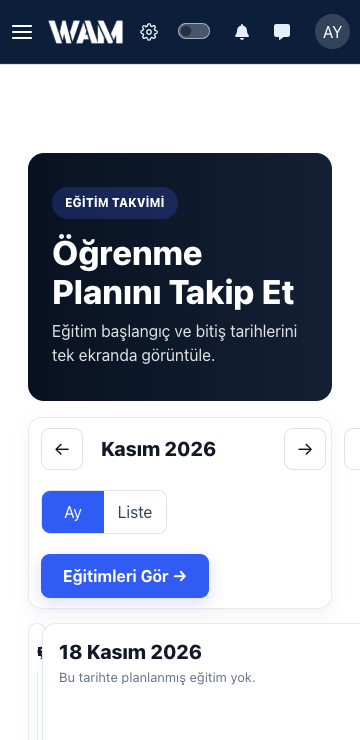 WAM
AY
EĞİTİM TAKVİMİ
Öğrenme
Planını Takip Et
Eğitim başlangıç ve bitiş tarihlerini
tek ekranda görüntüle.
← Kasım 2026 →
Ay Liste
Eğitimleri Gör →
18 Kasım 2026
Bu tarihte planlanmış eğitim yok.